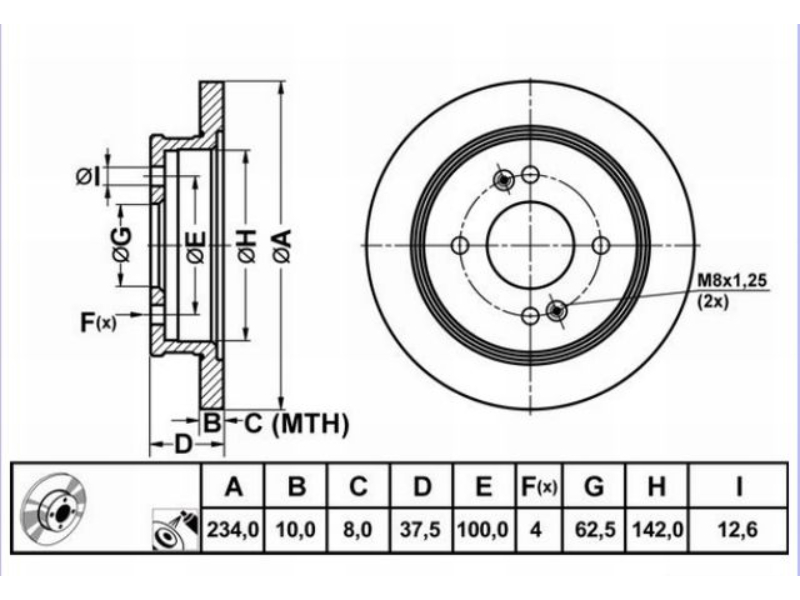 ØI
ØG
ØE
ØH
ØA
F(x)
M8x1,25
(2x)
B
C (MTH)
D
A B C D E F(x) G H I
234,0 10,0 8,0 37,5 100,0 4 62,5 142,0 12,6